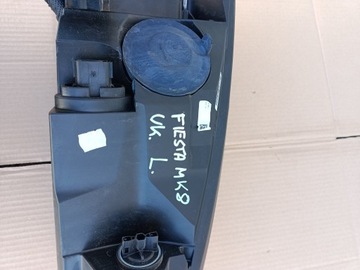 FIESTA MK8
UK. L.